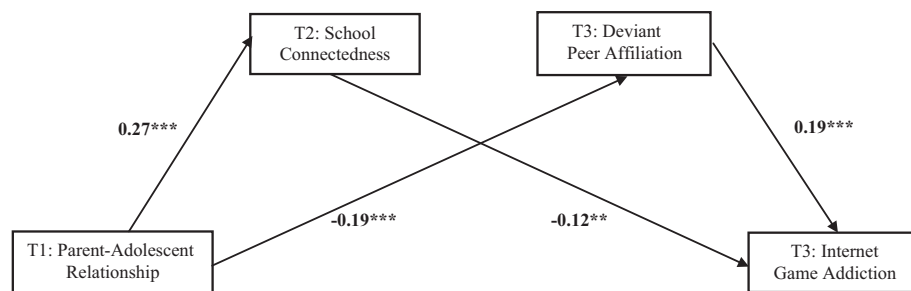 T2: School
Connectedness
T3: Deviant
Peer Affiliation
0.27***
0.19***
-0.19***
-0.12**
T1: Parent-Adolescent
Relationship
T3: Internet
Game Addiction